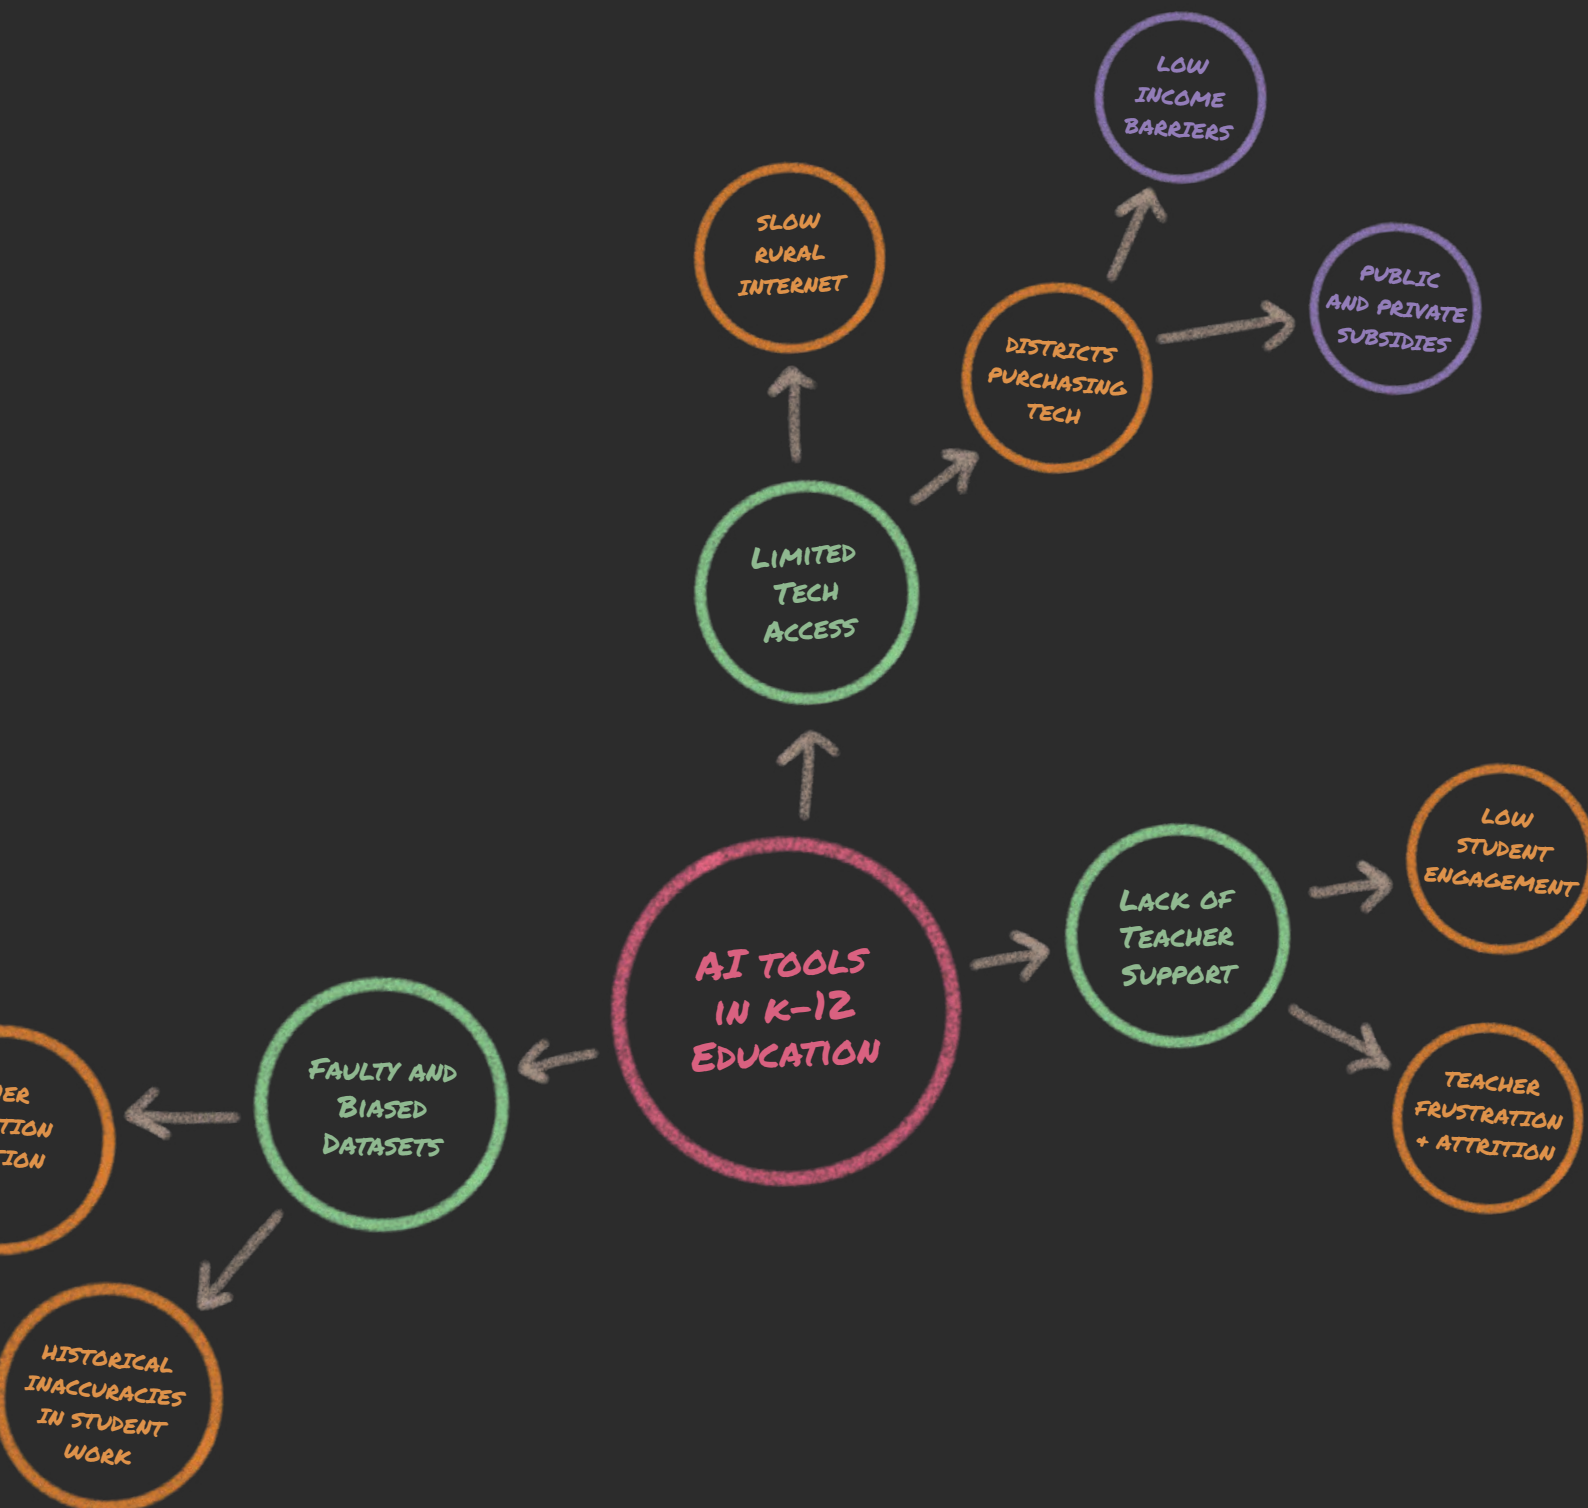 LOW
INCOME
BARRIERS
SLOW
RURAL
INTERNET
PUBLIC
AND PRIVATE
SUBSIDIES
DISTRICTS
PURCHASING
TECH
LIMITED
TECH
ACCESS
LOW
STUDENT
ENGAGEMENT
LACK OF
TEACHER
SUPPORT
AI TOOLS
IN K-12
EDUCATION
FAULTY AND
BIASED
DATASETS
TEACHER
FRUSTRATION
& ATTRITION
HISTORICAL
INACCURACIES
IN STUDENT
WORK